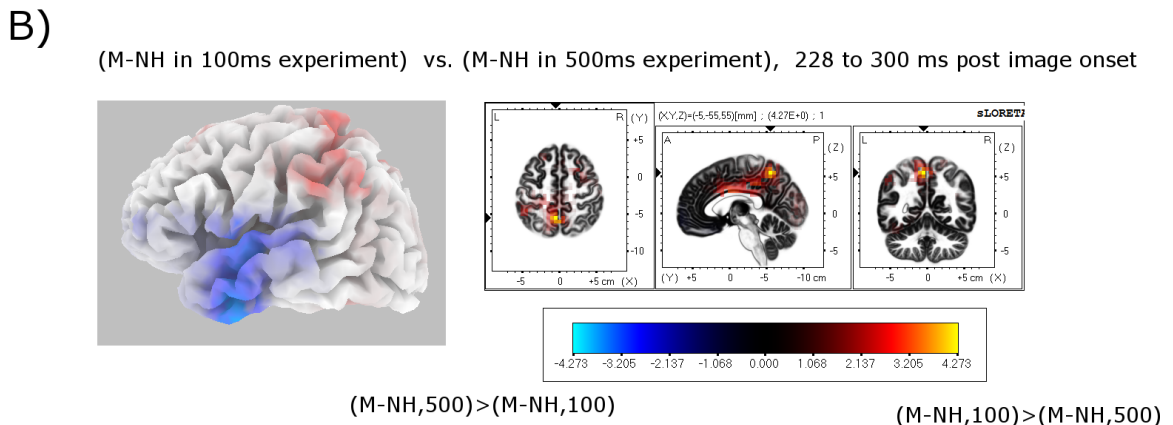 B)
(M-NH in 100ms experiment) vs. (M-NH in 500ms experiment), 228 to 300 ms post image onset
L R (Y) (X,Y,Z)=(-5,-55,55)[mm] ; (4.27E+0) ; 1 sLORETA
A P (Z) L R (Z)
+5 +5 +5
0 0 0
-5 -5 -5
-10
-5 0 +5 cm (X) (Y) +5 0 -5 -10 cm -5 0 +5 cm (X)
-4.273 -3.205 -2.137 -1.068 0.000 1.068 2.137 3.205 4.273
(M-NH,500)>(M-NH,100)
(M-NH,100)>(M-NH,500)